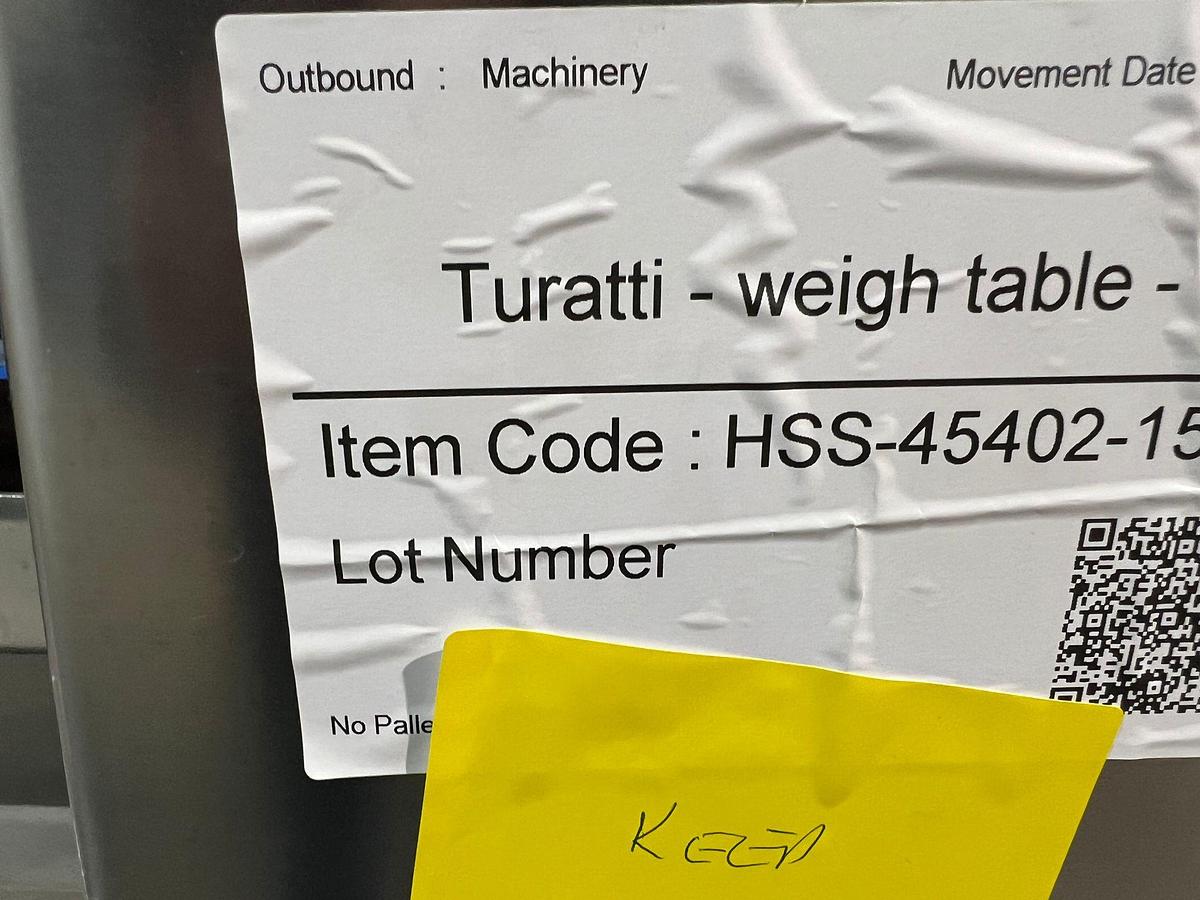 Outbound : Machinery Movement Date
Turatti - weigh table -
Item Code : HSS-45402-15
Lot Number
No Palle
KEEP